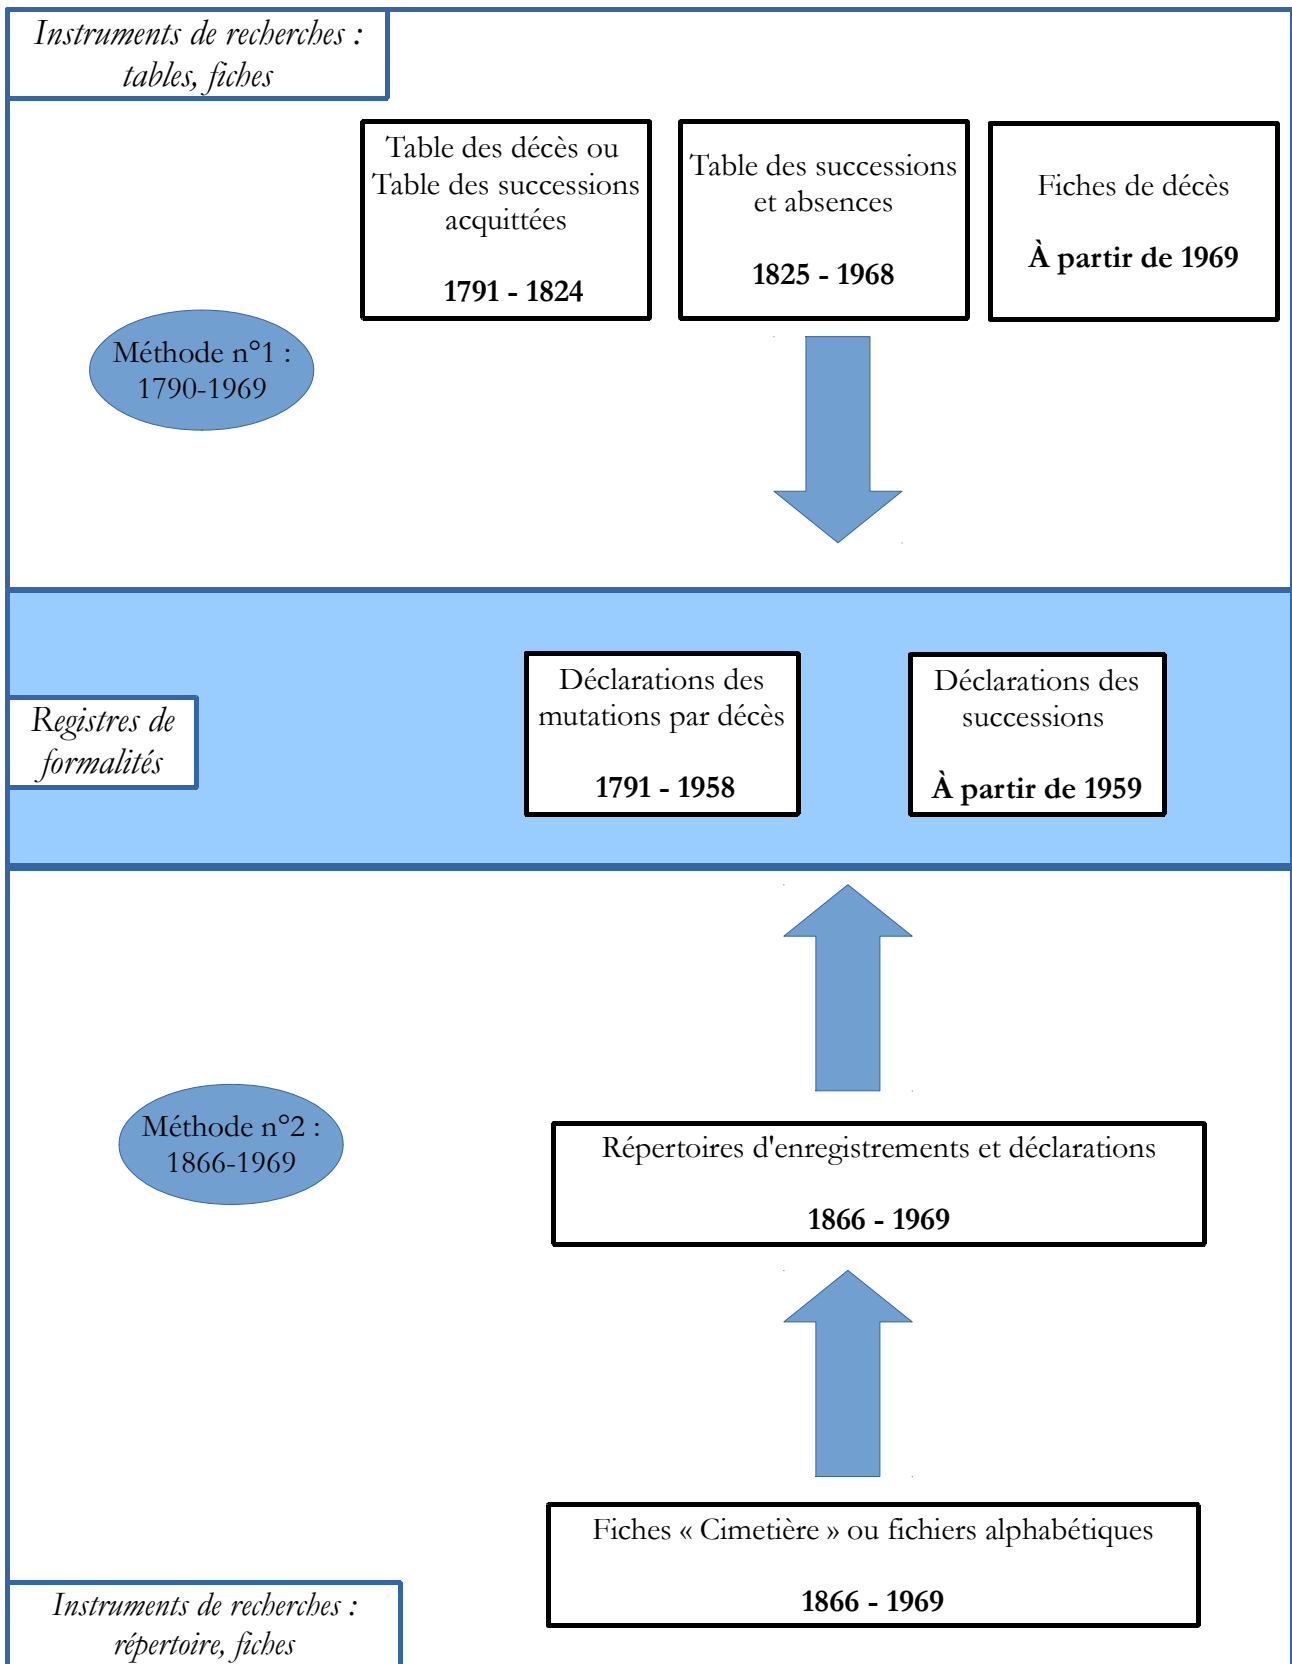 Instruments de recherches :
tables, fiches
Table des décès ou
Table des successions
acquittées
1791 - 1824
Table des successions
et absences
1825 - 1968
Fiches de décès
À partir de 1969
Méthode n°1 :
1790-1969
Registres de
formalités
Déclarations des
mutations par décès
1791 - 1958
Déclarations des
successions
À partir de 1959
Méthode n°2 :
1866-1969
Répertoires d'enregistrements et déclarations
1866 - 1969
Fiches « Cimetière » ou fichiers alphabétiques
1866 - 1969
Instruments de recherches :
répertoire, fiches